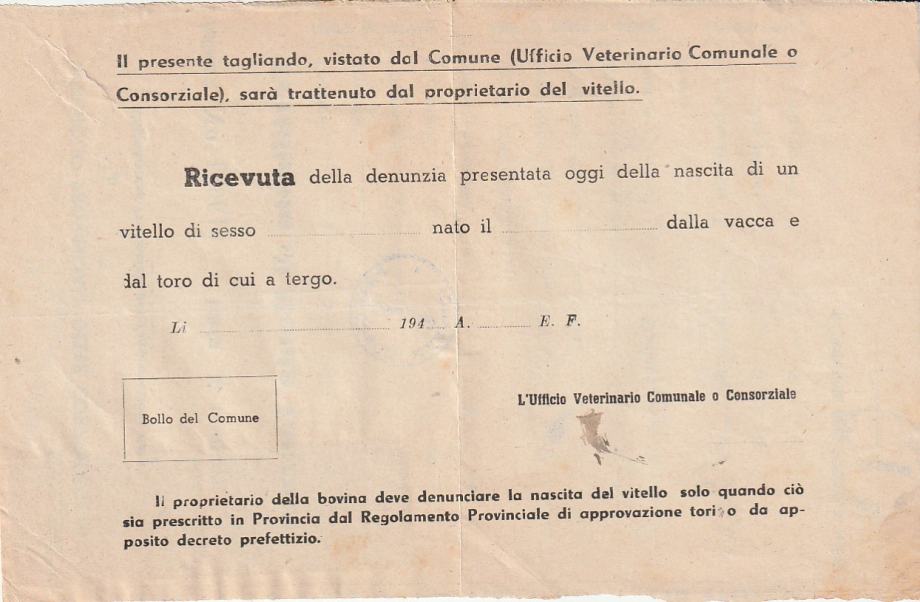 Il presente tagliando, vistato dal Comune (Ufficio Veterinario Comunale o
Consorziale), sarà trattenuto dal proprietario del vitello.
Ricevuta della denunzia presentata oggi della nascita di un
vitello di sesso nato il dalla vacca e
dal toro di cui a tergo.
Li 194 A. E. F.
Bollo del Comune
L'Ufficio Veterinario Comunale o Consorziale
Il proprietario della bovina deve denunciare la nascita del vitello solo quando ciò
sia prescritto in Provincia dal Regolamento Provinciale di approvazione tori o da ap-
posito decreto prefettizio.